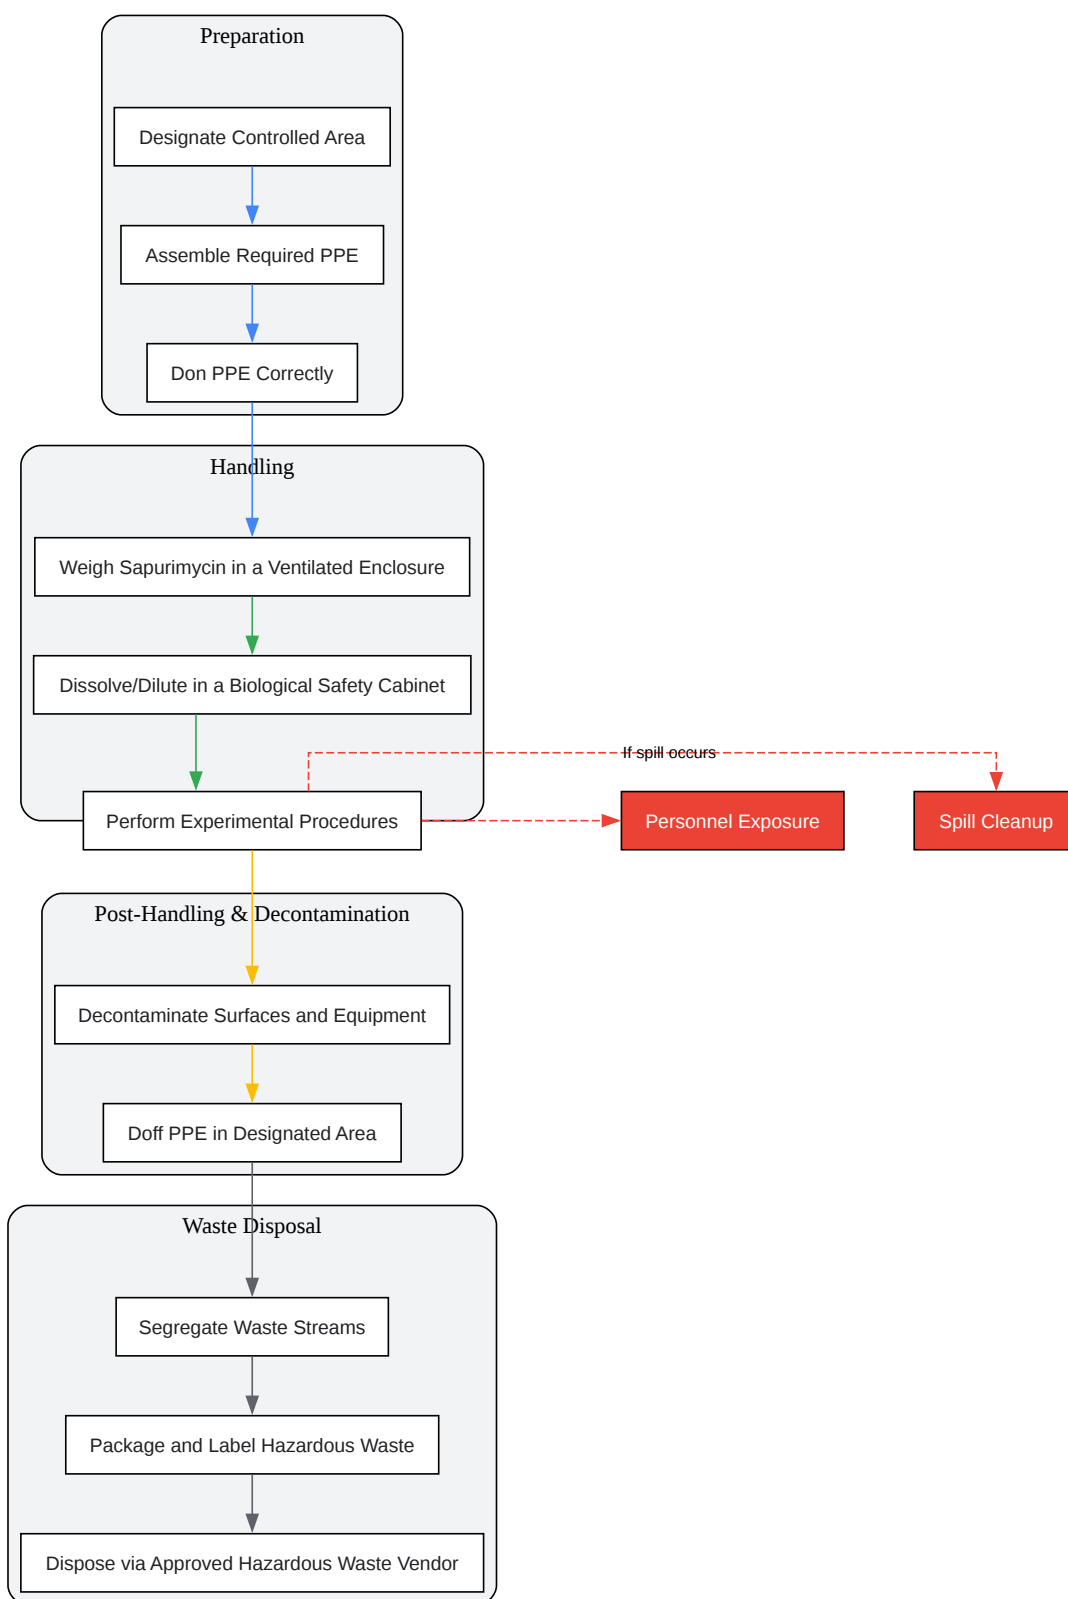 Preparation
Designate Controlled Area
Assemble Required PPE
Don PPE Correctly
Handling
Weigh Sapurimycin in a Ventilated Enclosure
Dissolve/Dilute in a Biological Safety Cabinet
If spill occurs
Perform Experimental Procedures
Personnel Exposure
Spill Cleanup
Post-Handling & Decontamination
Decontaminate Surfaces and Equipment
Doff PPE in Designated Area
Waste Disposal
Segregate Waste Streams
Package and Label Hazardous Waste
Dispose via Approved Hazardous Waste Vendor